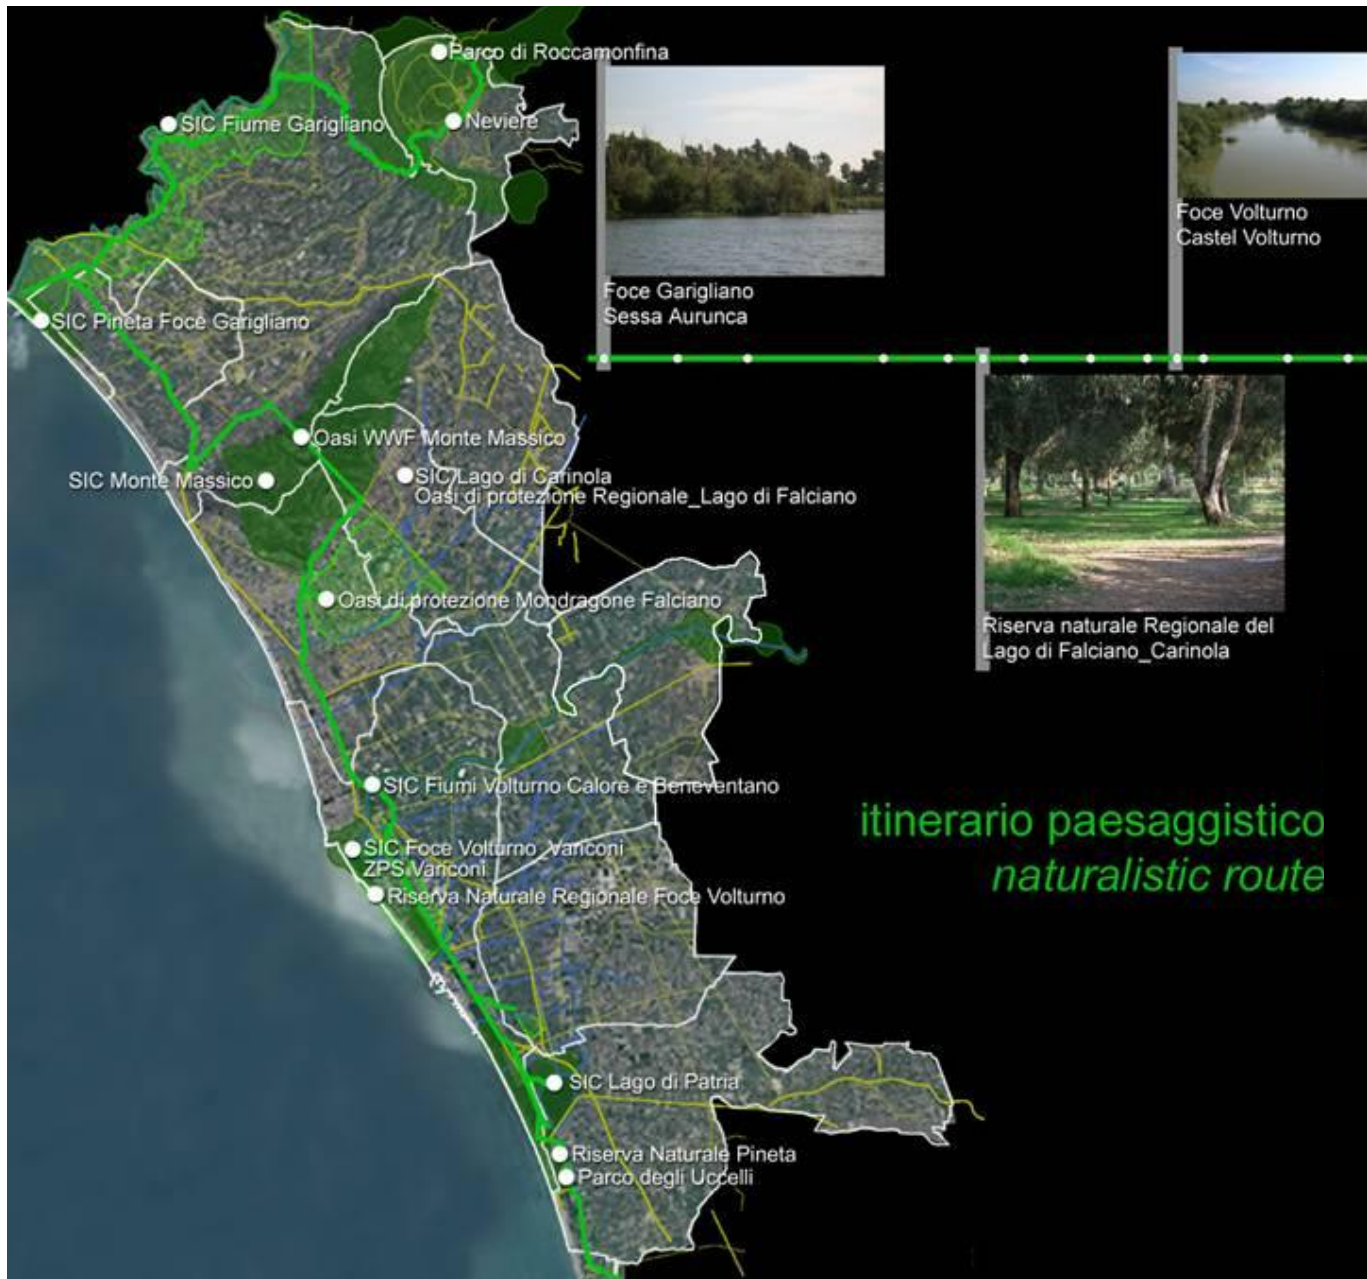 Parco di Roccamonfina
SIC Fiume Garigliano
Neviere
Foce Volturno
Castel Volturno
Foce Garigliano
Sessa Aurunca
SIC Pineta Foce Garigliano
Oasi WWF Monte Massico
SIC Monte Massico
SIC Lago di Carinola
Oasi di protezione Regionale_Lago di Falciano
Oasi di protezione Mondragone Falciano
Riserva naturale Regionale del
Lago di Falciano_Carinola
SIC Fiumi Volturno Calore e Beneventano
itinerario paesaggistico
naturalistic route
SIC Foce Volturno_Variconi
ZPS Variconi
Riserva Naturale Regionale Foce Volturno
SIC Lago di Patria
Riserva Naturale Pineta
Parco degli Uccelli